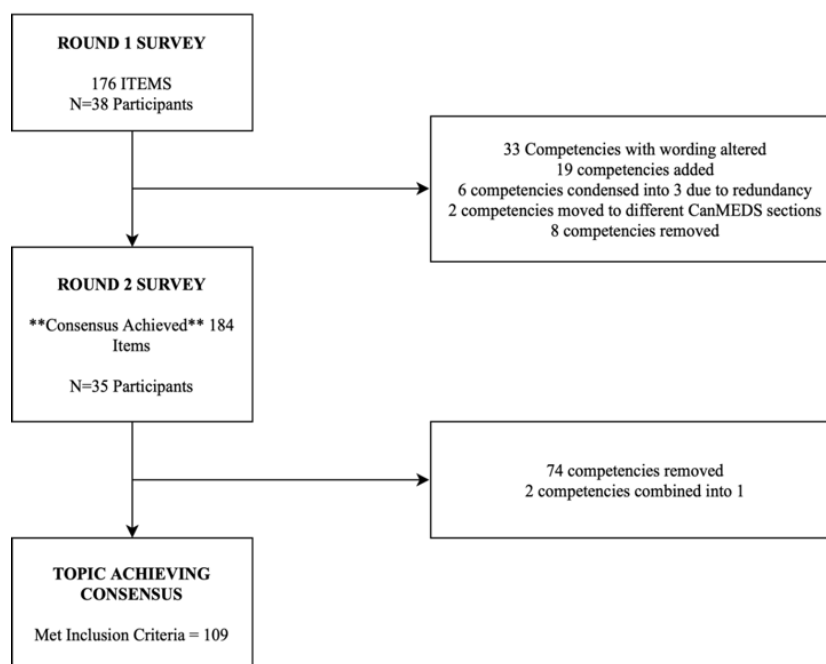 ROUND 1 SURVEY
176 ITEMS
N=38 Participants
33 Competencies with wording altered
19 competencies added
6 competencies condensed into 3 due to redundancy
2 competencies moved to different CanMEDS sections
8 competencies removed
ROUND 2 SURVEY
**Consensus Achieved** 184
Items
N=35 Participants
74 competencies removed
2 competencies combined into 1
TOPIC ACHIEVING
CONSENSUS
Met Inclusion Criteria = 109